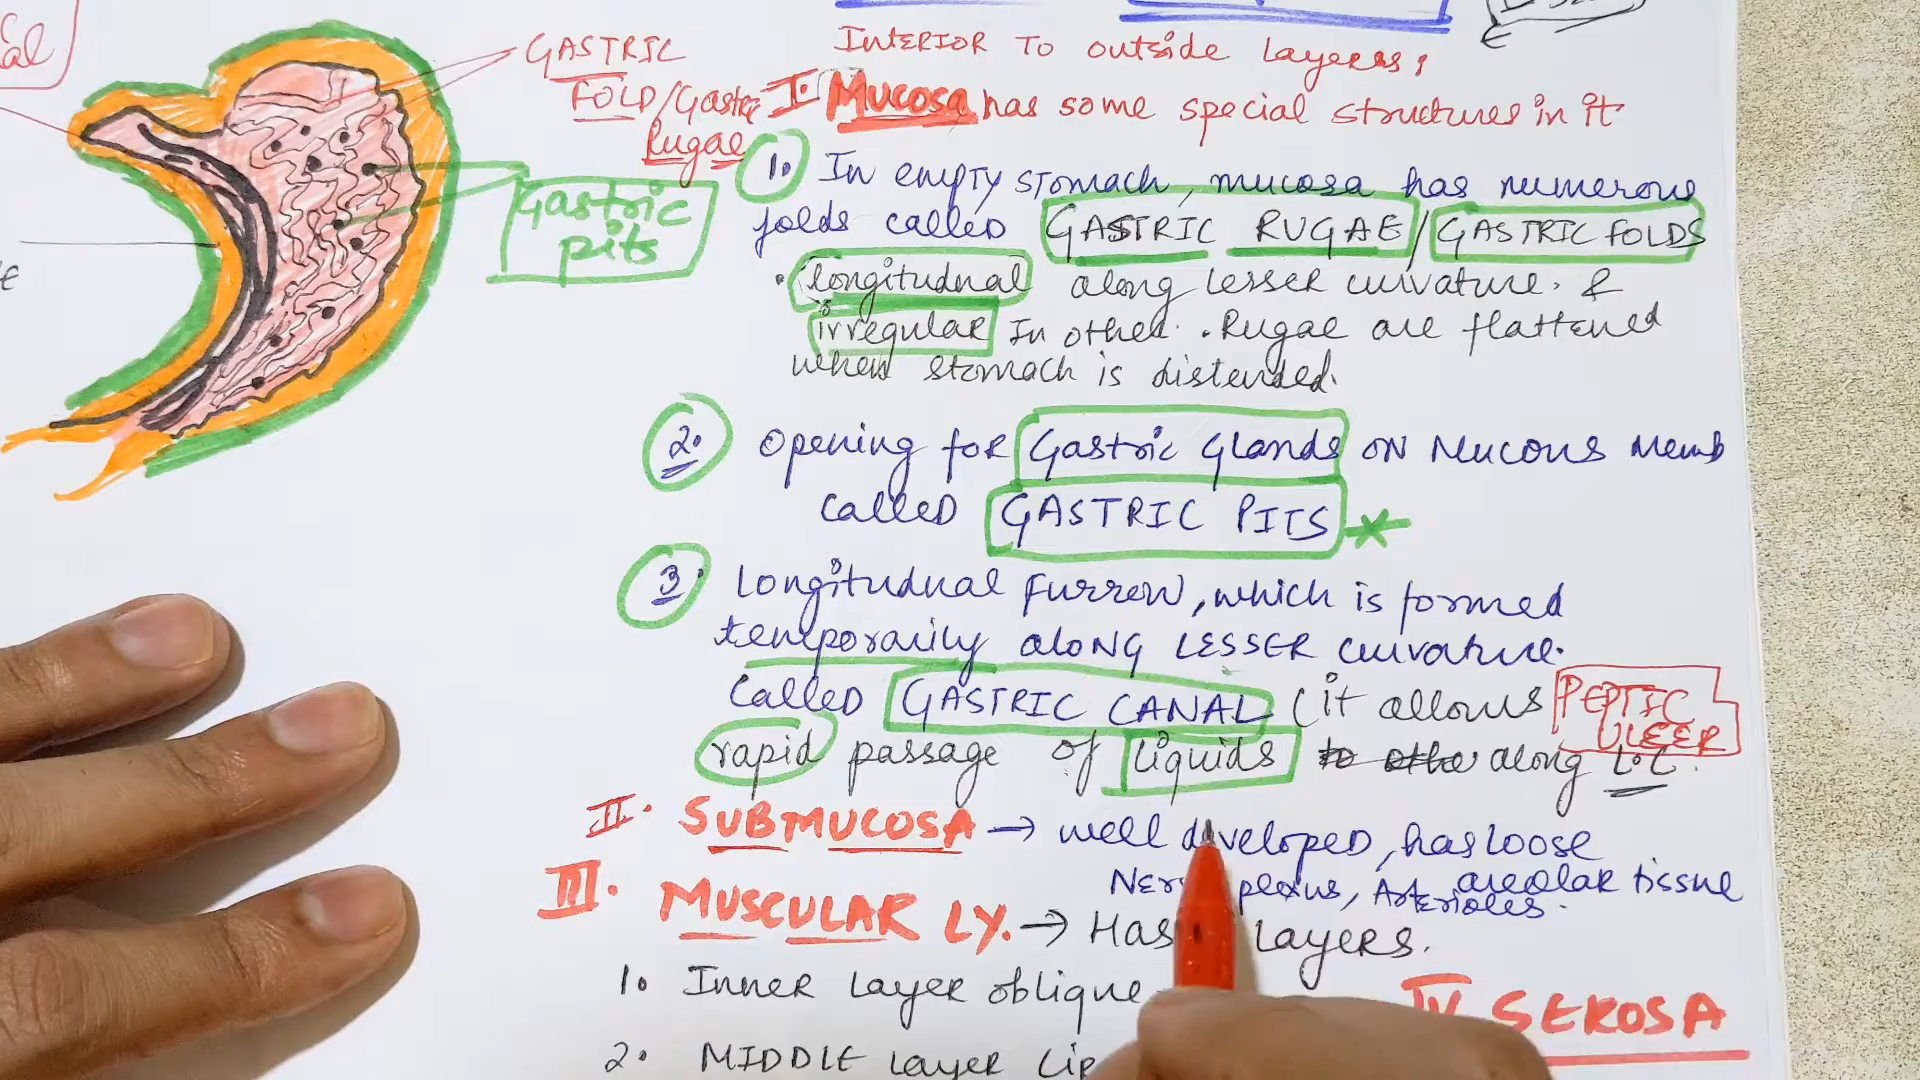 al
GASTRIC
FOLD/Gastric
Rugae
Gastric
pits
INTERIOR TO outside Layers;
I. Mucosa has some special structures in it
1. In empty stomach, mucosa has numerous
folds called GASTRIC RUGAE / GASTRIC FOLDS
. longitudnal along lesser curvature. &
irregular In other. . Rugae are flattened
when stomach is distended.
2. Opening for Gastric Glands ON Mucous Memb
called GASTRIC PITS
3. Longitudnal Furrow, which is formed
temporarily along LESSER curvature.
Called GASTRIC CANAL (it allows PEPTIC
ULCER
rapid passage of liquids along L.C.
II. SUBMUCOSA → well developed, has loose
areolar tissue
plexus, Arterioles.
III. MUSCULAR LY. → Has layers.
1. Inner layer oblique
IV SEROSA
2. MIDDLE Layer